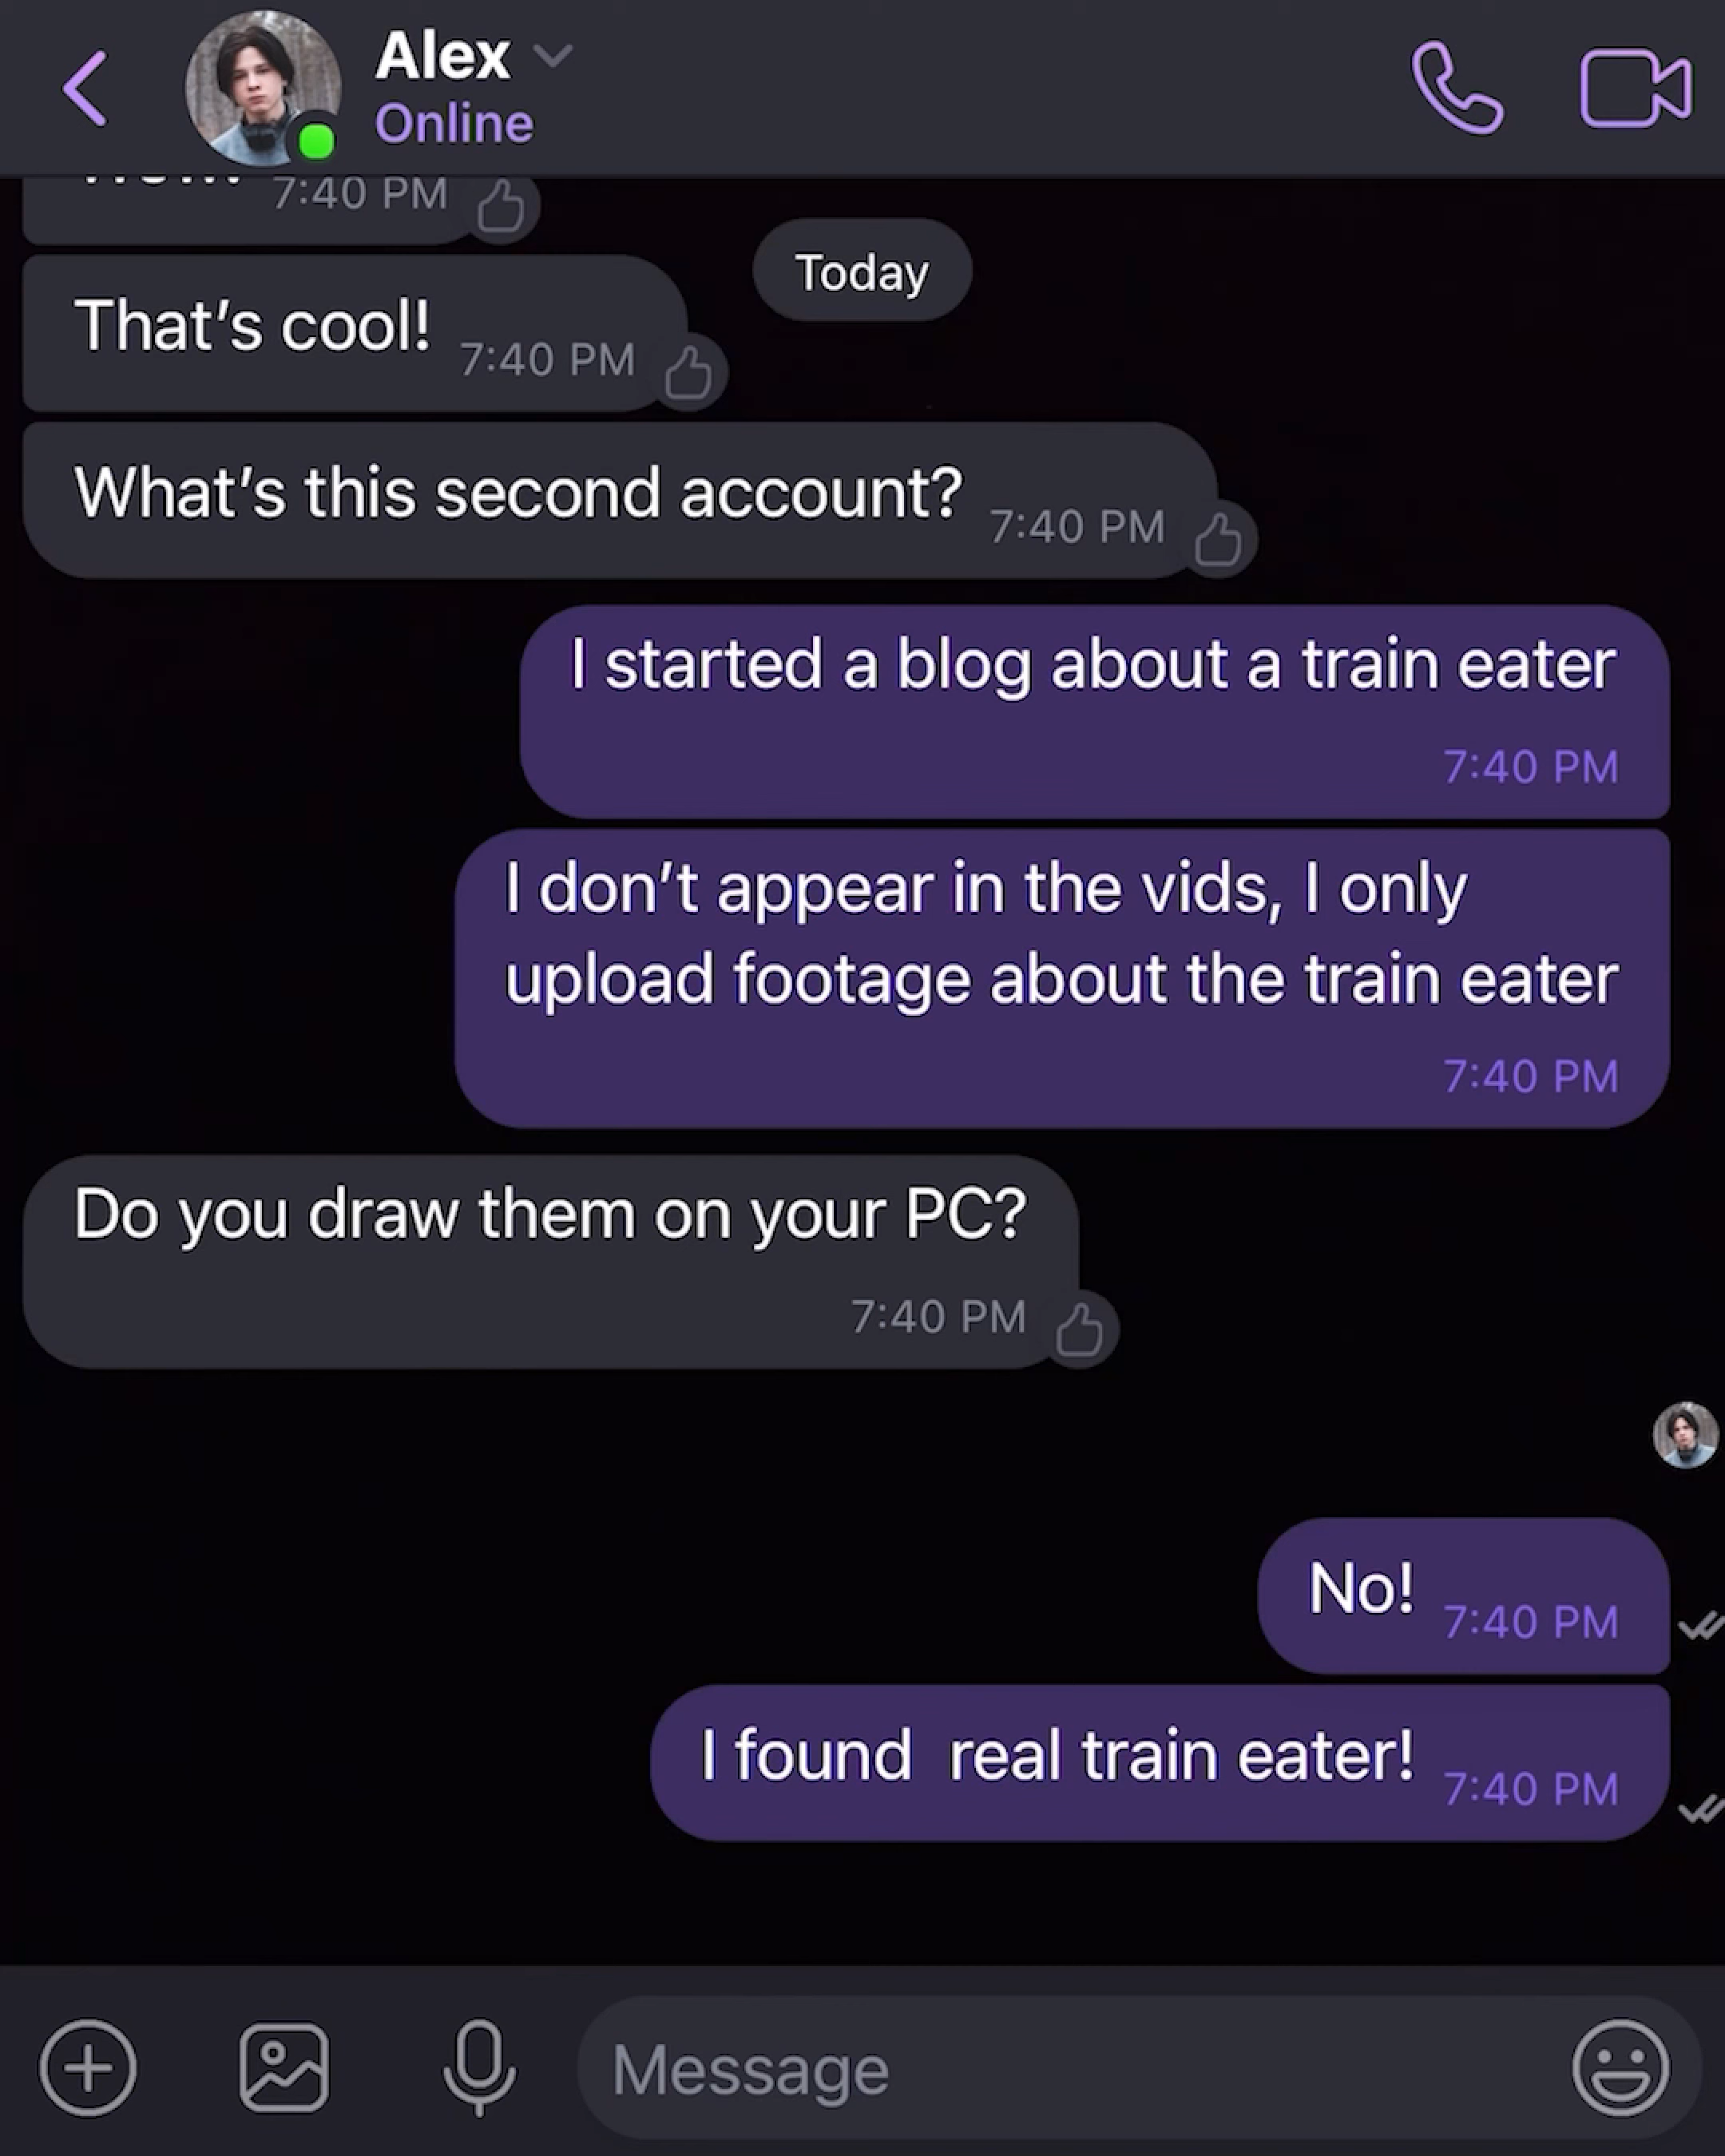 Alex
Online
7:40 PM
Today
That’s cool!
7:40 PM
What’s this second account?
7:40 PM
I started a blog about a train eater
7:40 PM
I don’t appear in the vids, I only
upload footage about the train eater
7:40 PM
Do you draw them on your PC?
7:40 PM
No!
7:40 PM
I found  real train eater!
7:40 PM
Message